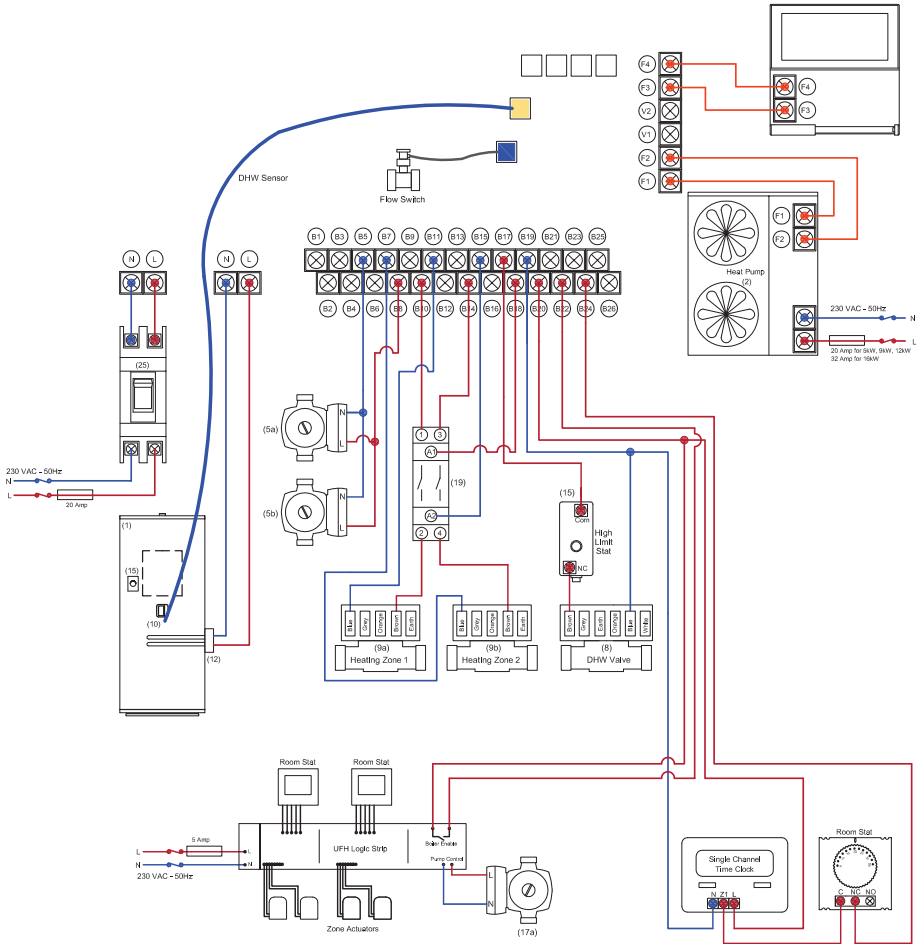 F4
F3
V2
V1
F2
F1
F4
F3
DHW Sensor
Flow Switch
F1
F2
Heat Pump
(2)
230 VAC - 50Hz
N
L
20 Amp for 5kW, 9kW, 12kW
32 Amp for 16kW
B1 B3 B5 B7 B9 B11 B13 B15 B17 B19 B21 B23 B25
B2 B4 B6 B8 B10 B12 B14 B16 B18 B20 B22 B24 B26
N L
N L
(25)
230 VAC - 50Hz
N
L
20 Amp
(5a)
N
L
(5b)
N
L
1 3
A1
(19)
A2
2 4
(15)
Com
High
Limit
Stat
NC
(1)
(15)
(10)
(12)
Blue Grey Orange Brown Earth
(9a)
Heating Zone 1
Blue Grey Orange Brown Earth
(9b)
Heating Zone 2
Brown Grey Earth Orange Blue White
(8)
DHW Valve
Room Stat
Room Stat
5 Amp
L
N
230 VAC - 50Hz
L
N
UFH Logic Strip
Boiler Enable
Pump Control
L
N
(17a)
Zone Actuators
Single Channel
Time Clock
N Z1 L
Room Stat
C NC NO